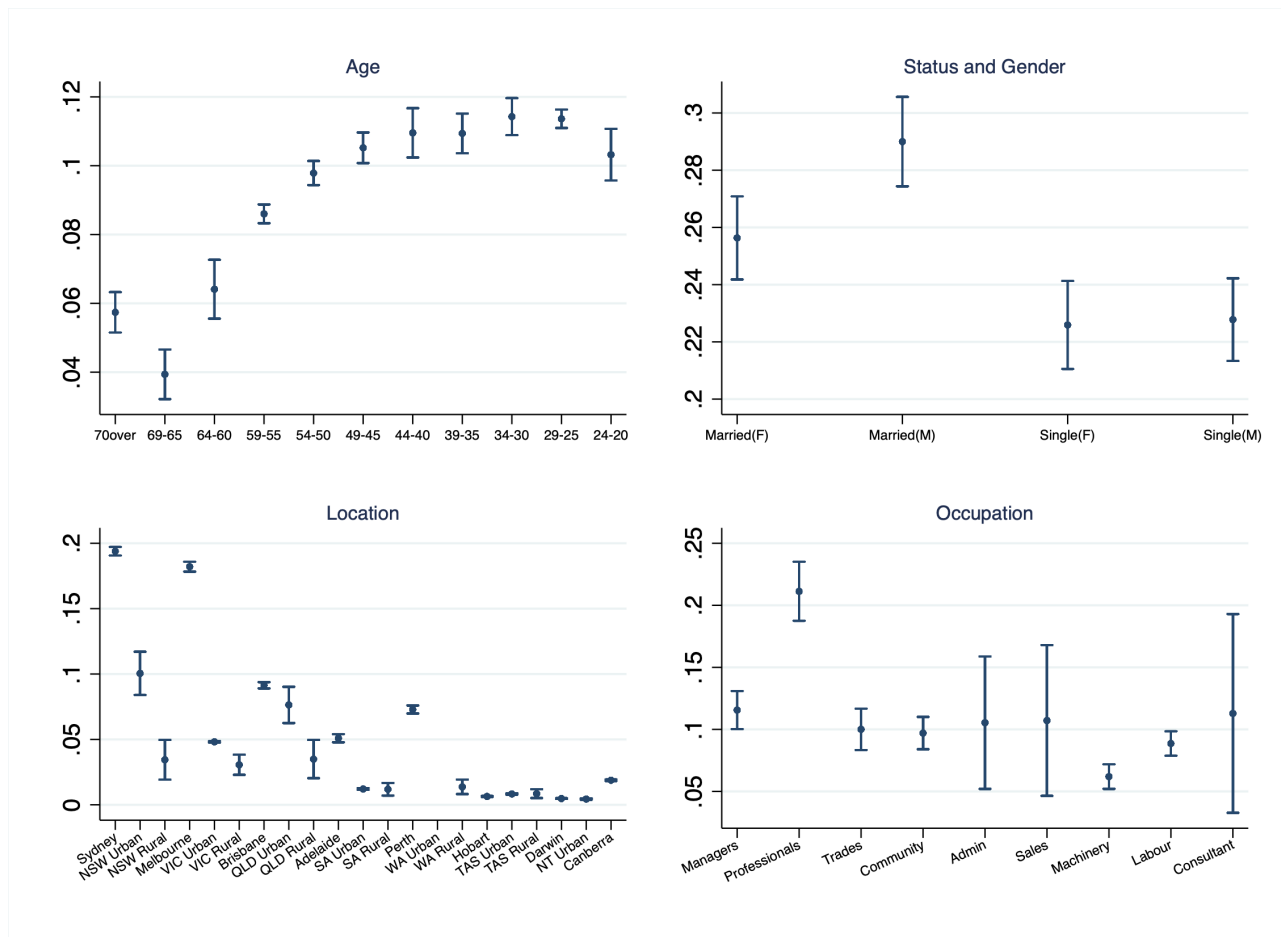 Age
.12
.1
.08
.06
.04
70over 69-65 64-60 59-55 54-50 49-45 44-40 39-35 34-30 29-25 24-20
Status and Gender
.3
.28
.26
.24
.22
.2
Married(F) Married(M) Single(F) Single(M)
Location
.2
.15
.1
.05
0
Sydney NSW Urban NSW Rural Melbourne VIC Urban VIC Rural Brisbane QLD Urban QLD Rural Adelaide SA Urban SA Rural Perth WA Urban WA Rural Hobart TAS Urban TAS Rural Darwin NT Urban Canberra
Occupation
.25
.2
.15
.1
.05
Managers Professionals Trades Community Admin Sales Machinery Labour Consultant